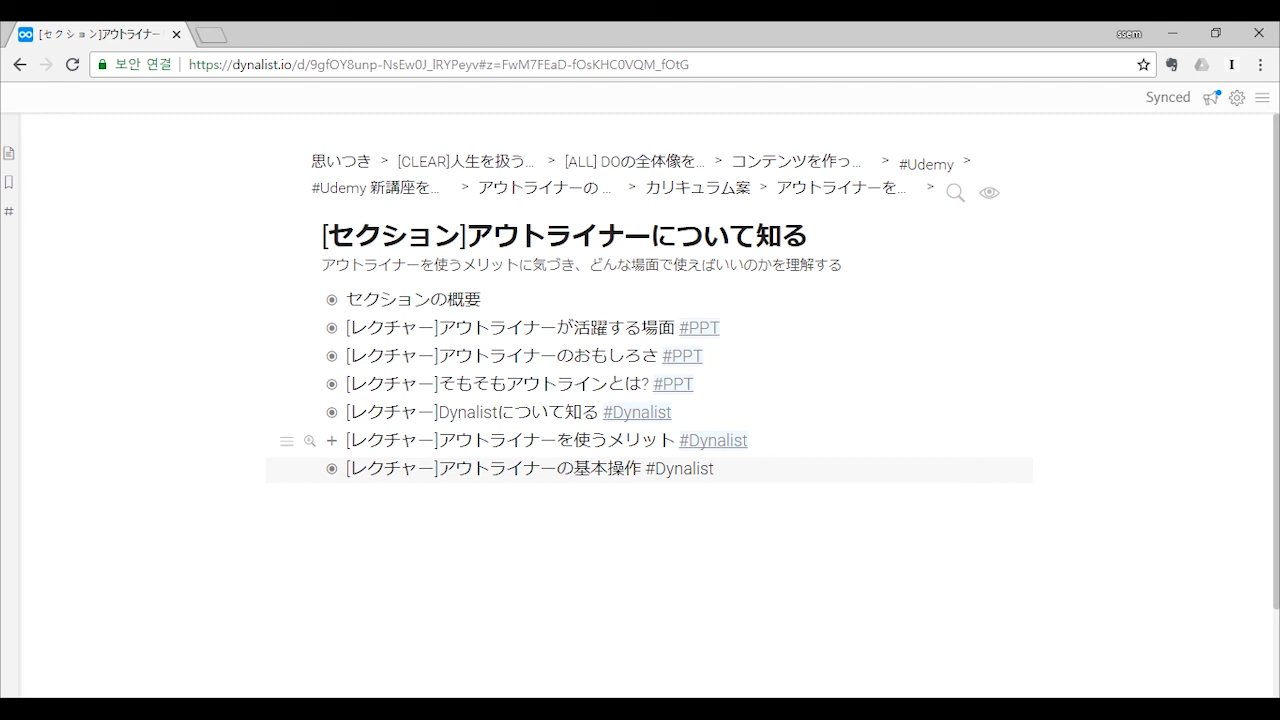 [セクション]アウトライナー
ssem
보안 연결
https://dynalist.io/d/9gfOY8unp-NsEw0J_lRYPeyv#z=FwM7FEaD-fOsKHC0VQM_fOtG
Synced
思いつき > [CLEAR]人生を扱う... > [ALL] DOの全体像を... > コンテンツを作っ... > #Udemy >
#Udemy 新講座を... > アウトライナーの ... > カリキュラム案 > アウトライナーを... >
[セクション]アウトライナーについて知る
アウトライナーを使うメリットに気づき、どんな場面で使えばいいのかを理解する
セクションの概要
[レクチャー]アウトライナーが活躍する場面 #PPT
[レクチャー]アウトライナーのおもしろさ #PPT
[レクチャー]そもそもアウトラインとは? #PPT
[レクチャー]Dynalistについて知る #Dynalist
[レクチャー]アウトライナーを使うメリット #Dynalist
[レクチャー]アウトライナーの基本操作 #Dynalist